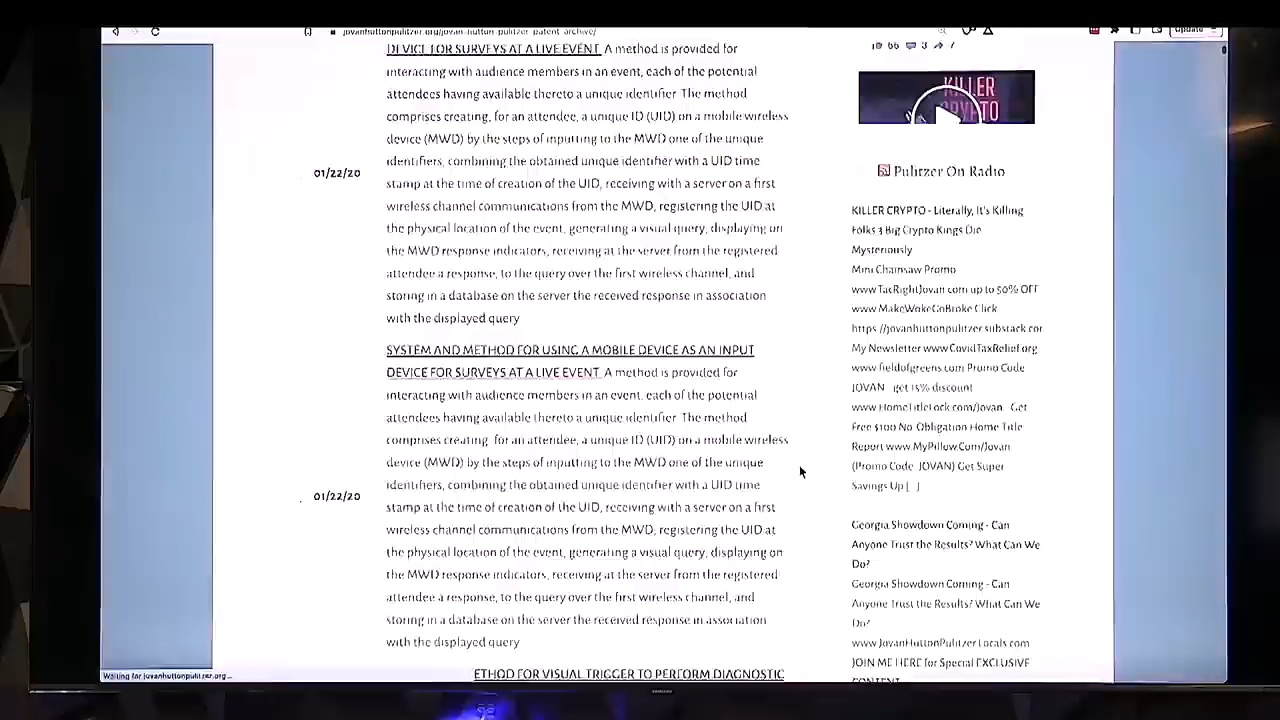 jovanhuttonpulitzer.org/jovan-hutton-pulitzer-patent-archive/
Update
DEVICE FOR SURVEYS AT A LIVE EVENT. A method is provided for
interacting with audience members in an event, each of the potential
attendees having available thereto a unique identifier. The method
comprises creating, for an attendee, a unique ID (UID) on a mobile wireless
device (MWD) by the steps of inputting to the MWD one of the unique
identifiers, combining the obtained unique identifier with a UID time
01/22/20
stamp at the time of creation of the UID, receiving with a server on a first
wireless channel communications from the MWD, registering the UID at
the physical location of the event, generating a visual query, displaying on
the MWD response indicators, receiving at the server from the registered
attendee a response, to the query over the first wireless channel, and
storing in a database on the server the received response in association
with the displayed query
SYSTEM AND METHOD FOR USING A MOBILE DEVICE AS AN INPUT
DEVICE FOR SURVEYS AT A LIVE EVENT. A method is provided for
interacting with audience members in an event, each of the potential
attendees having available thereto a unique identifier. The method
comprises creating, for an attendee, a unique ID (UID) on a mobile wireless
device (MWD) by the steps of inputting to the MWD one of the unique
identifiers, combining the obtained unique identifier with a UID time
01/22/20
stamp at the time of creation of the UID, receiving with a server on a first
wireless channel communications from the MWD, registering the UID at
the physical location of the event, generating a visual query, displaying on
the MWD response indicators, receiving at the server from the registered
attendee a response, to the query over the first wireless channel, and
storing in a database on the server the received response in association
with the displayed query
ETHOD FOR VISUAL TRIGGER TO PERFORM DIAGNOSTIC
66 3 7
KILLER
CRYPTO
Pulitzer On Radio
KILLER CRYPTO - Literally, It's Killing
Folks 3 Big Crypto Kings Die
Mysteriously
Mini Chainsaw Promo
www.TacRightJovan.com up to 50% OFF
www.MakeWokeGoBroke Click
https://jovanhuttonpulitzer.substack.cor
My Newsletter www.CovidTaxRelief.org
www.fieldofgreens.com Promo Code
JOVAN get 15% discount
www.HomeTitleLock.com/Jovan - Get
Free $100 No-Obligation Home Title
Report www.MyPillow.Com/Jovan
(Promo Code JOVAN) Get Super
Savings Up [ ]
Georgia Showdown Coming - Can
Anyone Trust the Results? What Can We
Do?
Georgia Showdown Coming - Can
Anyone Trust the Results? What Can We
Do?
www.JovanHuttonPulitzer.Locals.com
JOIN ME HERE for Special EXCLUSIVE
CONTENT
Waiting for jovanhuttonpulitzer.org...
SAMSUNG